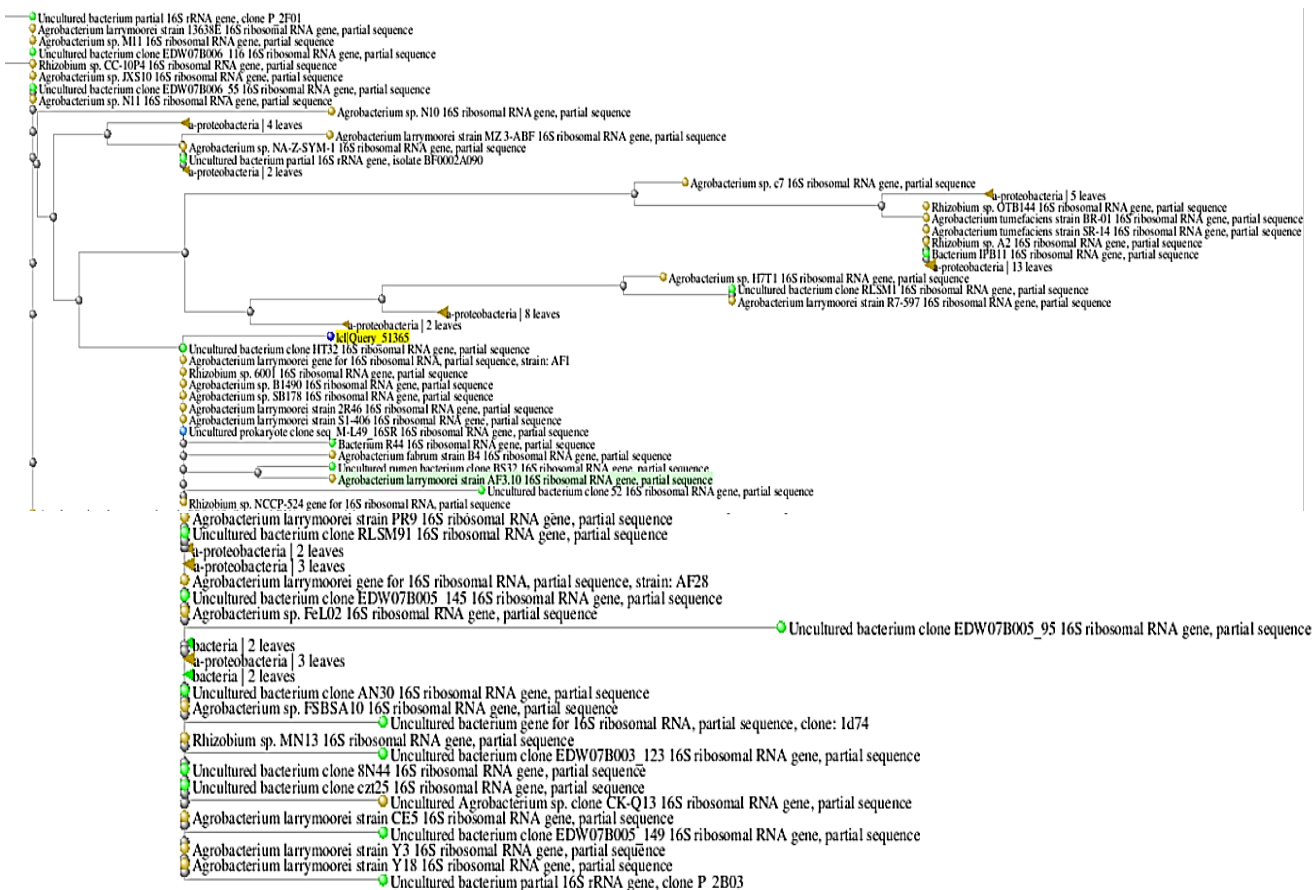 Uncultured bacterium partial 16S rRNA gene, clone P_2F01
Agrobacterium larrymoorei strain 13638E 16S ribosomal RNA gene, partial sequence
Agrobacterium sp. M11 16S ribosomal RNA gene, partial sequence
Uncultured bacterium clone EDW07B006_116 16S ribosomal RNA gene, partial sequence
Rhizobium sp. CC-10P4 16S ribosomal RNA gene, partial sequence
Agrobacterium sp. JXS10 16S ribosomal RNA gene, partial sequence
Uncultured bacterium clone EDW07B006_55 16S ribosomal RNA gene, partial sequence
Agrobacterium sp. N11 16S ribosomal RNA gene, partial sequence
Agrobacterium sp. N10 16S ribosomal RNA gene, partial sequence
a-proteobacteria | 4 leaves
Agrobacterium larrymoorei strain MZ 3-ABF 16S ribosomal RNA gene, partial sequence
Agrobacterium sp. NA-Z-SYM-1 16S ribosomal RNA gene, partial sequence
Uncultured bacterium partial 16S rRNA gene, isolate BF0002A090
a-proteobacteria | 2 leaves
Agrobacterium sp. c7 16S ribosomal RNA gene, partial sequence
a-proteobacteria | 5 leaves
Rhizobium sp. OTB144 16S ribosomal RNA gene, partial sequence
Agrobacterium tumefaciens strain BR-01 16S ribosomal RNA gene, partial sequence
Agrobacterium tumefaciens strain SR-14 16S ribosomal RNA gene, partial sequence
Rhizobium sp. A2 16S ribosomal RNA gene, partial sequence
Bacterium IPB11 16S ribosomal RNA gene, partial sequence
a-proteobacteria | 13 leaves
Agrobacterium sp. H7T1 16S ribosomal RNA gene, partial sequence
Uncultured bacterium clone RLSM1 16S ribosomal RNA gene, partial sequence
Agrobacterium larrymoorei strain R7-597 16S ribosomal RNA gene, partial sequence
a-proteobacteria | 8 leaves
a-proteobacteria | 2 leaves
lcl|Query_51365
Uncultured bacterium clone HT32 16S ribosomal RNA gene, partial sequence
Agrobacterium larrymoorei gene for 16S ribosomal RNA, partial sequence, strain: AF1
Rhizobium sp. 6001 16S ribosomal RNA gene, partial sequence
Agrobacterium sp. B1490 16S ribosomal RNA gene, partial sequence
Agrobacterium sp. SB178 16S ribosomal RNA gene, partial sequence
Agrobacterium larrymoorei strain 2R46 16S ribosomal RNA gene, partial sequence
Agrobacterium larrymoorei strain S1-406 16S ribosomal RNA gene, partial sequence
Uncultured prokaryote clone seq_M-L49_16SR 16S ribosomal RNA gene, partial sequence
Bacterium R44 16S ribosomal RNA gene, partial sequence
Agrobacterium fabrum strain B4 16S ribosomal RNA gene, partial sequence
Uncultured rumen bacterium clone BS32 16S ribosomal RNA gene, partial sequence
Agrobacterium larrymoorei strain AF3.10 16S ribosomal RNA gene, partial sequence
Uncultured bacterium clone 52 16S ribosomal RNA gene, partial sequence
Rhizobium sp. NCCP-524 gene for 16S ribosomal RNA, partial sequence
Agrobacterium larrymoorei strain PR9 16S ribosomal RNA gene, partial sequence
Uncultured bacterium clone RLSM91 16S ribosomal RNA gene, partial sequence
a-proteobacteria | 2 leaves
a-proteobacteria | 3 leaves
Agrobacterium larrymoorei gene for 16S ribosomal RNA, partial sequence, strain: AF28
Uncultured bacterium clone EDW07B005_145 16S ribosomal RNA gene, partial sequence
Agrobacterium sp. FeL02 16S ribosomal RNA gene, partial sequence
Uncultured bacterium clone EDW07B005_95 16S ribosomal RNA gene, partial sequence
bacteria | 2 leaves
a-proteobacteria | 3 leaves
bacteria | 2 leaves
Uncultured bacterium clone AN30 16S ribosomal RNA gene, partial sequence
Agrobacterium sp. FSBSA10 16S ribosomal RNA gene, partial sequence
Uncultured bacterium gene for 16S ribosomal RNA, partial sequence, clone: 1d74
Rhizobium sp. MN13 16S ribosomal RNA gene, partial sequence
Uncultured bacterium clone EDW07B003_123 16S ribosomal RNA gene, partial sequence
Uncultured bacterium clone 8N44 16S ribosomal RNA gene, partial sequence
Uncultured bacterium clone czt25 16S ribosomal RNA gene, partial sequence
Uncultured Agrobacterium sp. clone CK-Q13 16S ribosomal RNA gene, partial sequence
Agrobacterium larrymoorei strain CE5 16S ribosomal RNA gene, partial sequence
Uncultured bacterium clone EDW07B005_149 16S ribosomal RNA gene, partial sequence
Agrobacterium larrymoorei strain Y3 16S ribosomal RNA gene, partial sequence
Agrobacterium larrymoorei strain Y18 16S ribosomal RNA gene, partial sequence
Uncultured bacterium partial 16S rRNA gene, clone P_2B03